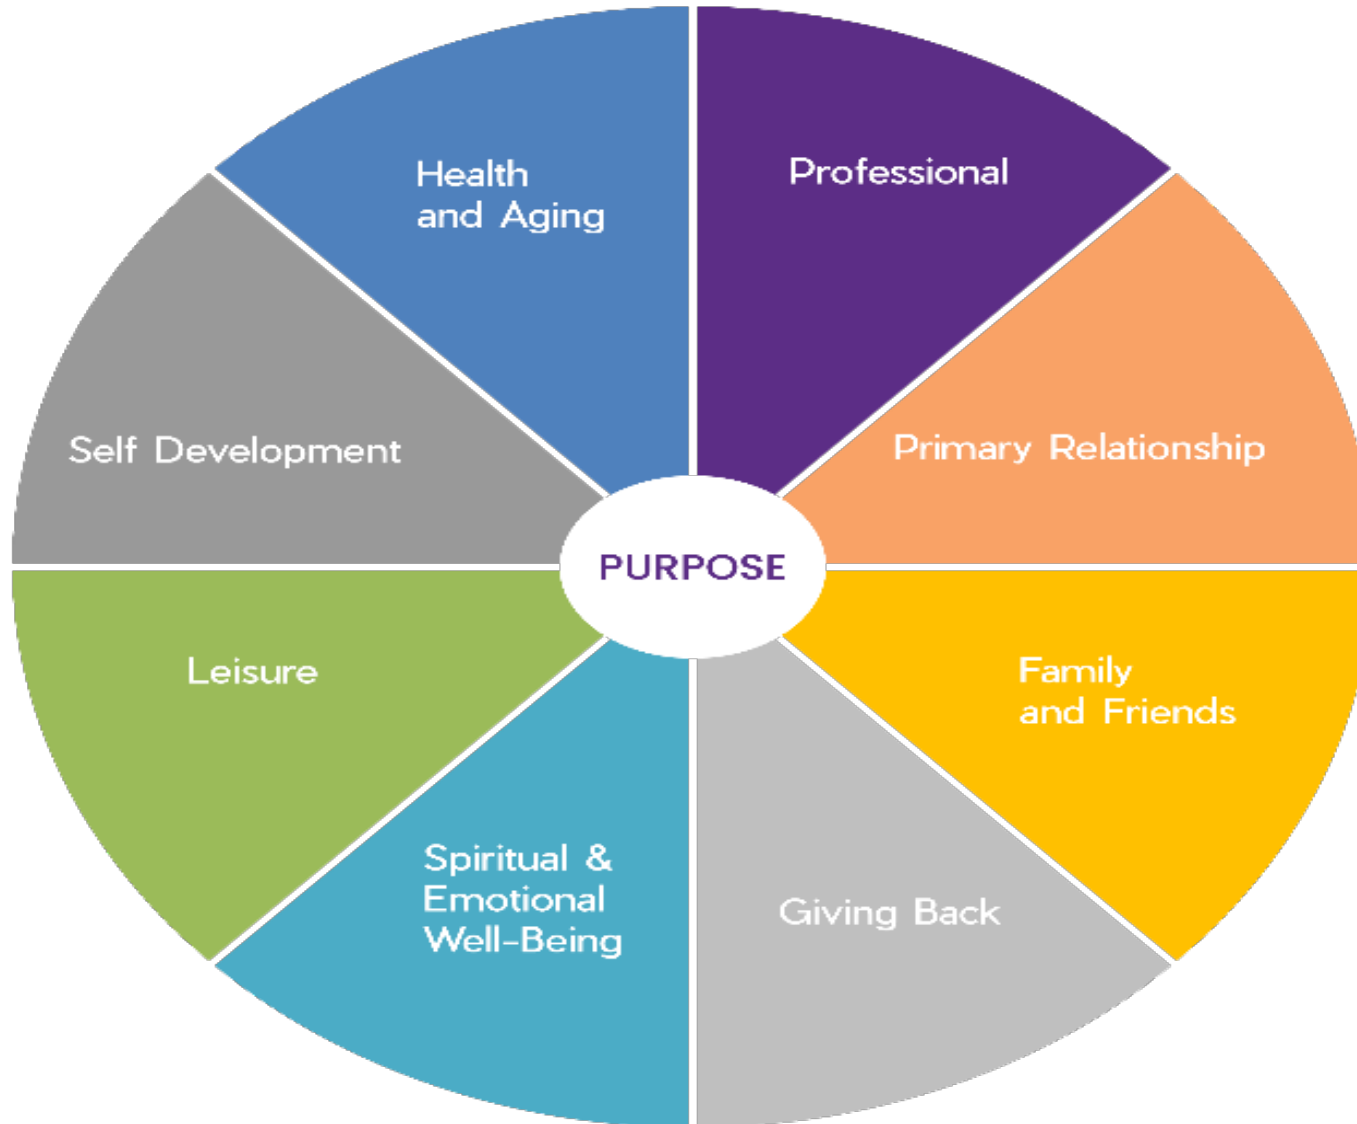 Health
and Aging
Professional
Self Development
Primary Relationship
PURPOSE
Leisure
Family
and Friends
Spiritual &
Emotional
Well-Being
Giving Back